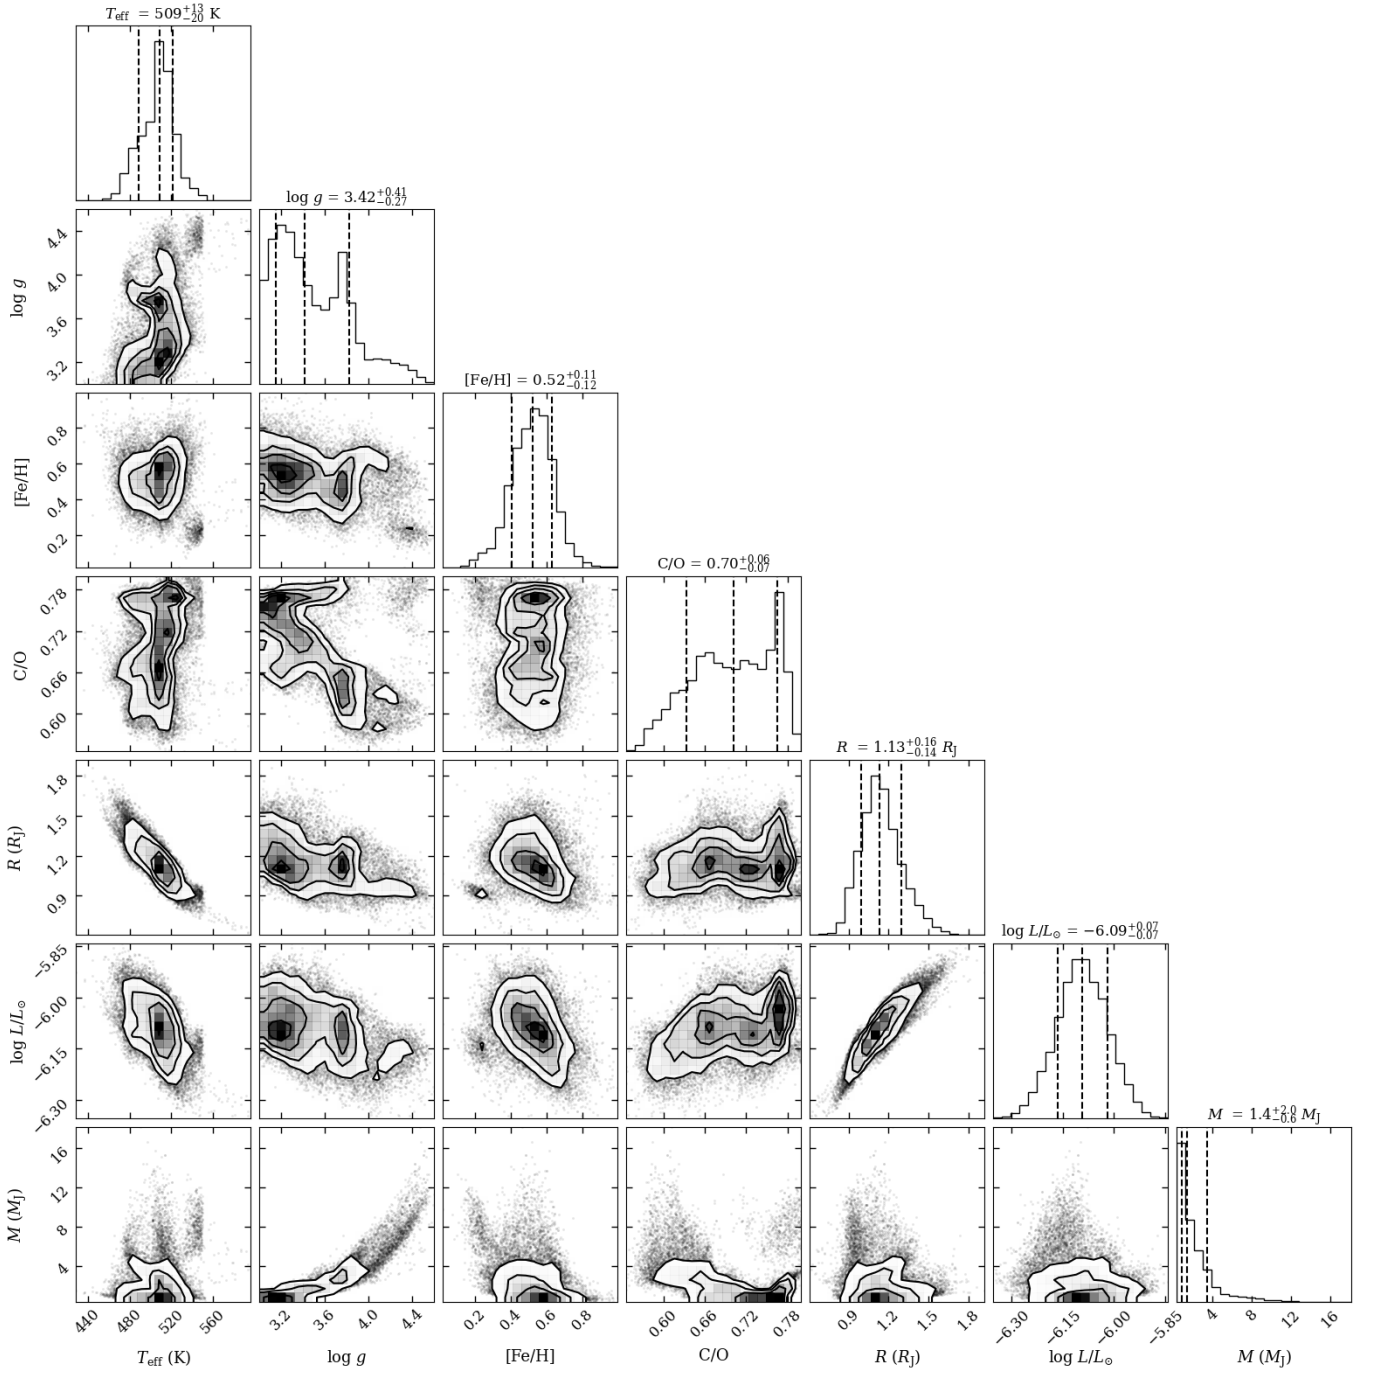 T_eff = 509 +13 −20 K
log g = 3.42 +0.41 −0.27
4.4
4.0
3.6
3.2
log g
[Fe/H] = 0.52 +0.11 −0.12
0.8
0.6
0.4
0.2
[Fe/H]
C/O = 0.70 +0.06 −0.07
0.78
0.72
0.66
0.60
C/O
R = 1.13 +0.16 −0.14 R_J
1.8
1.5
1.2
0.9
R (R_J)
log L/L⊙ = −6.09 +0.07 −0.07
−5.85
−6.00
−6.15
−6.30
log L/L⊙
M = 1.4 +2.0 −0.6 M_J
16
12
8
4
M (M_J)
440 480 520 560 3.2 3.6 4.0 4.4 0.2 0.4 0.6 0.8 0.60 0.66 0.72 0.78 0.9 1.2 1.5 1.8 −6.30 −6.15 −6.00 −5.85 4 8 12 16
T_eff (K) log g [Fe/H] C/O R (R_J) log L/L⊙ M (M_J)